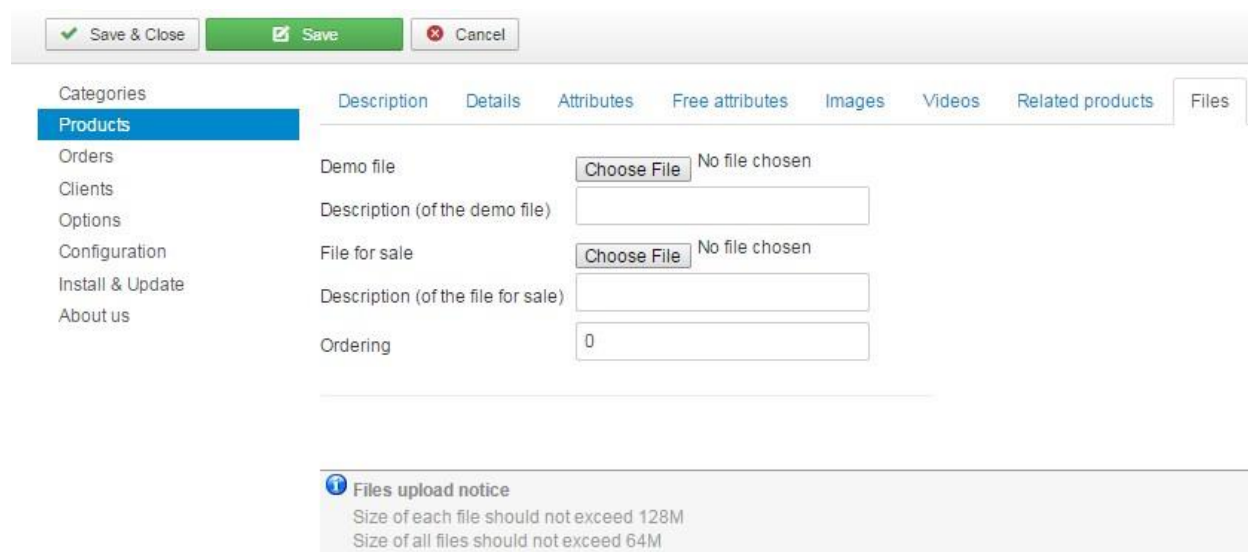 Save & Close Save Cancel
Categories
Products
Orders
Clients
Options
Configuration
Install & Update
About us
Description Details Attributes Free attributes Images Videos Related products Files
Demo file Choose File No file chosen
Description (of the demo file)
File for sale Choose File No file chosen
Description (of the file for sale)
Ordering 0
Files upload notice
Size of each file should not exceed 128M
Size of all files should not exceed 64M